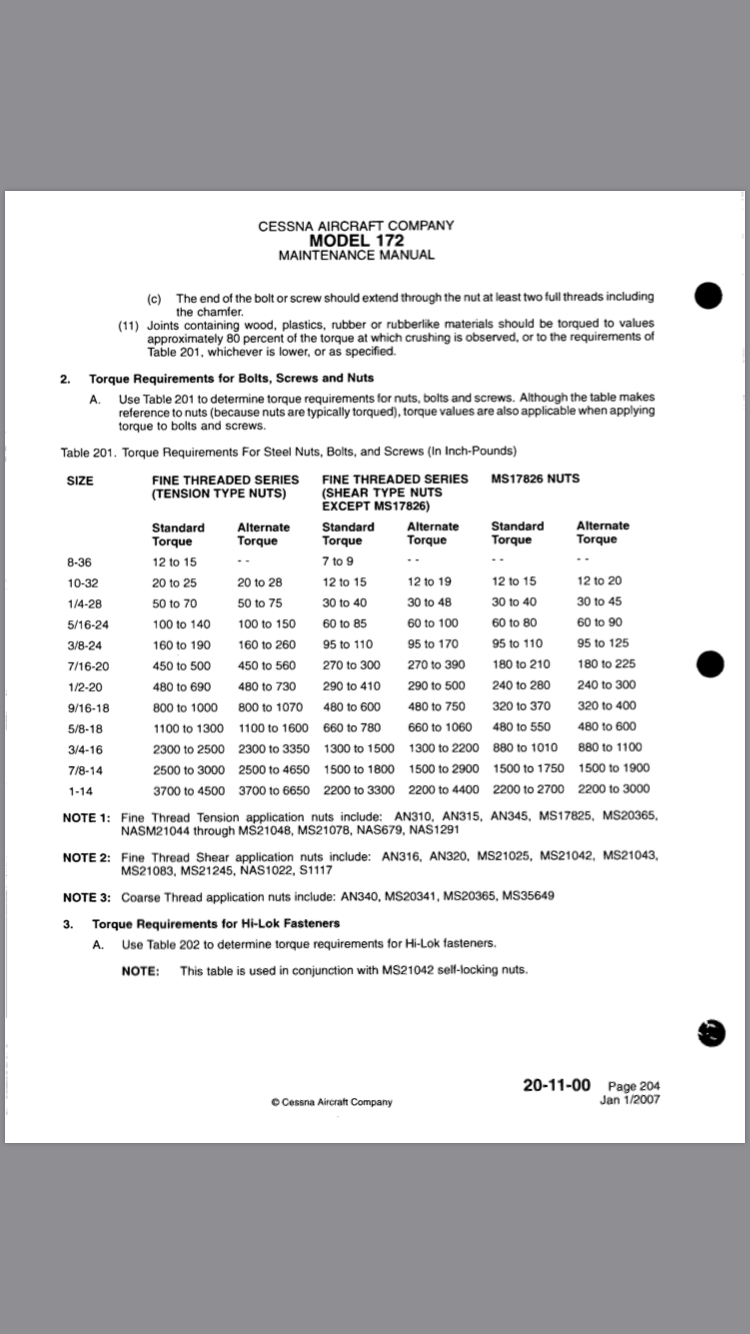 CESSNA AIRCRAFT COMPANY
MODEL 172
MAINTENANCE MANUAL
(c) The end of the bolt or screw should extend through the nut at least two full threads including
the chamfer.
(11) Joints containing wood, plastics, rubber or rubberlike materials should be torqued to values
approximately 80 percent of the torque at which crushing is observed, or to the requirements of
Table 201, whichever is lower, or as specified.
2. Torque Requirements for Bolts, Screws and Nuts
A. Use Table 201 to determine torque requirements for nuts, bolts and screws. Although the table makes
reference to nuts (because nuts are typically torqued), torque values are also applicable when applying
torque to bolts and screws.
Table 201. Torque Requirements For Steel Nuts, Bolts, and Screws (In Inch-Pounds)
SIZE FINE THREADED SERIES FINE THREADED SERIES MS17826 NUTS
(TENSION TYPE NUTS) (SHEAR TYPE NUTS
EXCEPT MS17826)
Standard Alternate Standard Alternate Standard Alternate
Torque Torque Torque Torque Torque Torque
8-36 12 to 15 - - 7 to 9 - - - - - -
10-32 20 to 25 20 to 28 12 to 15 12 to 19 12 to 15 12 to 20
1/4-28 50 to 70 50 to 75 30 to 40 30 to 48 30 to 40 30 to 45
5/16-24 100 to 140 100 to 150 60 to 85 60 to 100 60 to 80 60 to 90
3/8-24 160 to 190 160 to 260 95 to 110 95 to 170 95 to 110 95 to 125
7/16-20 450 to 500 450 to 560 270 to 300 270 to 390 180 to 210 180 to 225
1/2-20 480 to 690 480 to 730 290 to 410 290 to 500 240 to 280 240 to 300
9/16-18 800 to 1000 800 to 1070 480 to 600 480 to 750 320 to 370 320 to 400
5/8-18 1100 to 1300 1100 to 1600 660 to 780 660 to 1060 480 to 550 480 to 600
3/4-16 2300 to 2500 2300 to 3350 1300 to 1500 1300 to 2200 880 to 1010 880 to 1100
7/8-14 2500 to 3000 2500 to 4650 1500 to 1800 1500 to 2900 1500 to 1750 1500 to 1900
1-14 3700 to 4500 3700 to 6650 2200 to 3300 2200 to 4400 2200 to 2700 2200 to 3000
NOTE 1: Fine Thread Tension application nuts include: AN310, AN315, AN345, MS17825, MS20365,
NASM21044 through MS21048, MS21078, NAS679, NAS1291
NOTE 2: Fine Thread Shear application nuts include: AN316, AN320, MS21025, MS21042, MS21043,
MS21083, MS21245, NAS1022, S1117
NOTE 3: Coarse Thread application nuts include: AN340, MS20341, MS20365, MS35649
3. Torque Requirements for Hi-Lok Fasteners
A. Use Table 202 to determine torque requirements for Hi-Lok fasteners.
NOTE: This table is used in conjunction with MS21042 self-locking nuts.
20-11-00 Page 204
© Cessna Aircraft Company Jan 1/2007